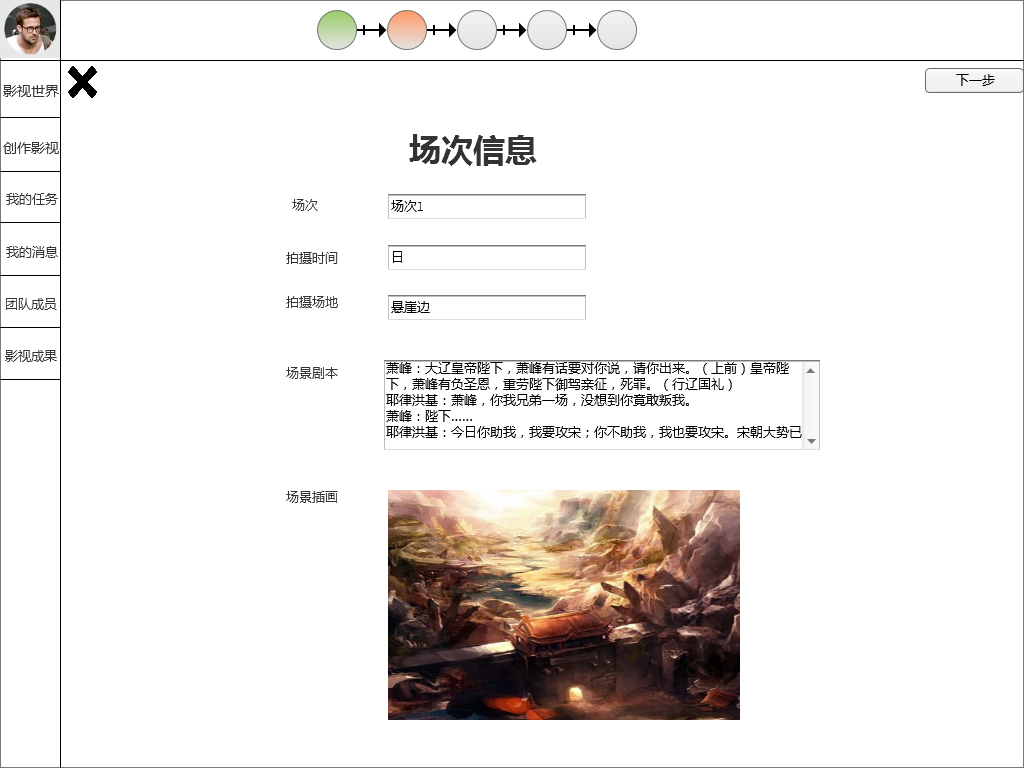 下一步
影视世界
创作影视
我的任务
我的消息
团队成员
影视成果
场次信息
场次
场次1
拍摄时间
日
拍摄场地
悬崖边
场景剧本
萧峰：大辽皇帝陛下，萧峰有话要对你说，请你出来。（上前）皇帝陛
下，萧峰有负圣恩，重劳陛下御驾亲征，死罪。（行辽国礼）
耶律洪基：萧峰，你我兄弟一场，没想到你竟敢叛我。
萧峰：陛下……
耶律洪基：今日你助我，我要攻宋；你不助我，我也要攻宋。宋朝大势已
场景插画